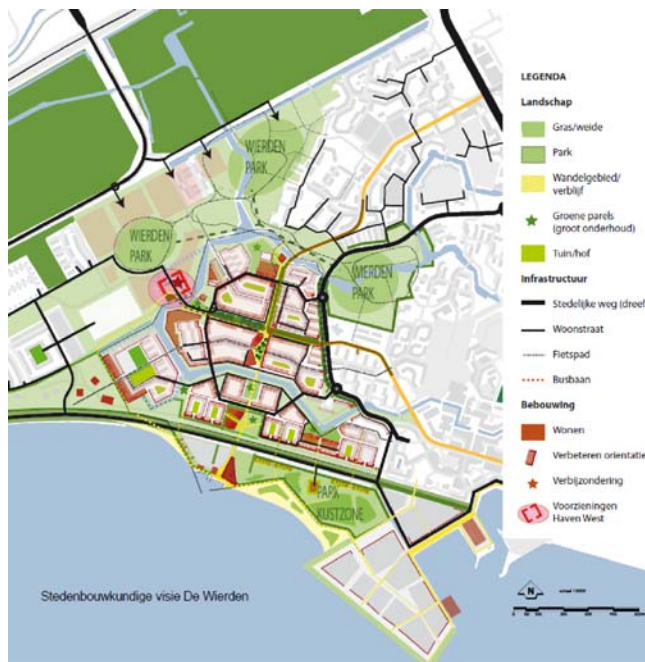 WIERDEN
PARK
WIERDEN
PARK
WIERDEN
PARK
PARK
KUSTZONE
Stedenbouwkundige visie De Wierden
LEGENDA
Landschap
Gras/weide
Park
Wandelgebied/
verblijf
Groene parels
(groot onderhoud)
Tuin/hof
Infrastructuur
Stedelijke weg (dreef
Woonstraat
Fietspad
Busbaan
Bebouwing
Wonen
Verbeteren orientatie
Verbijzondering
Voorzieningen
Haven West
N